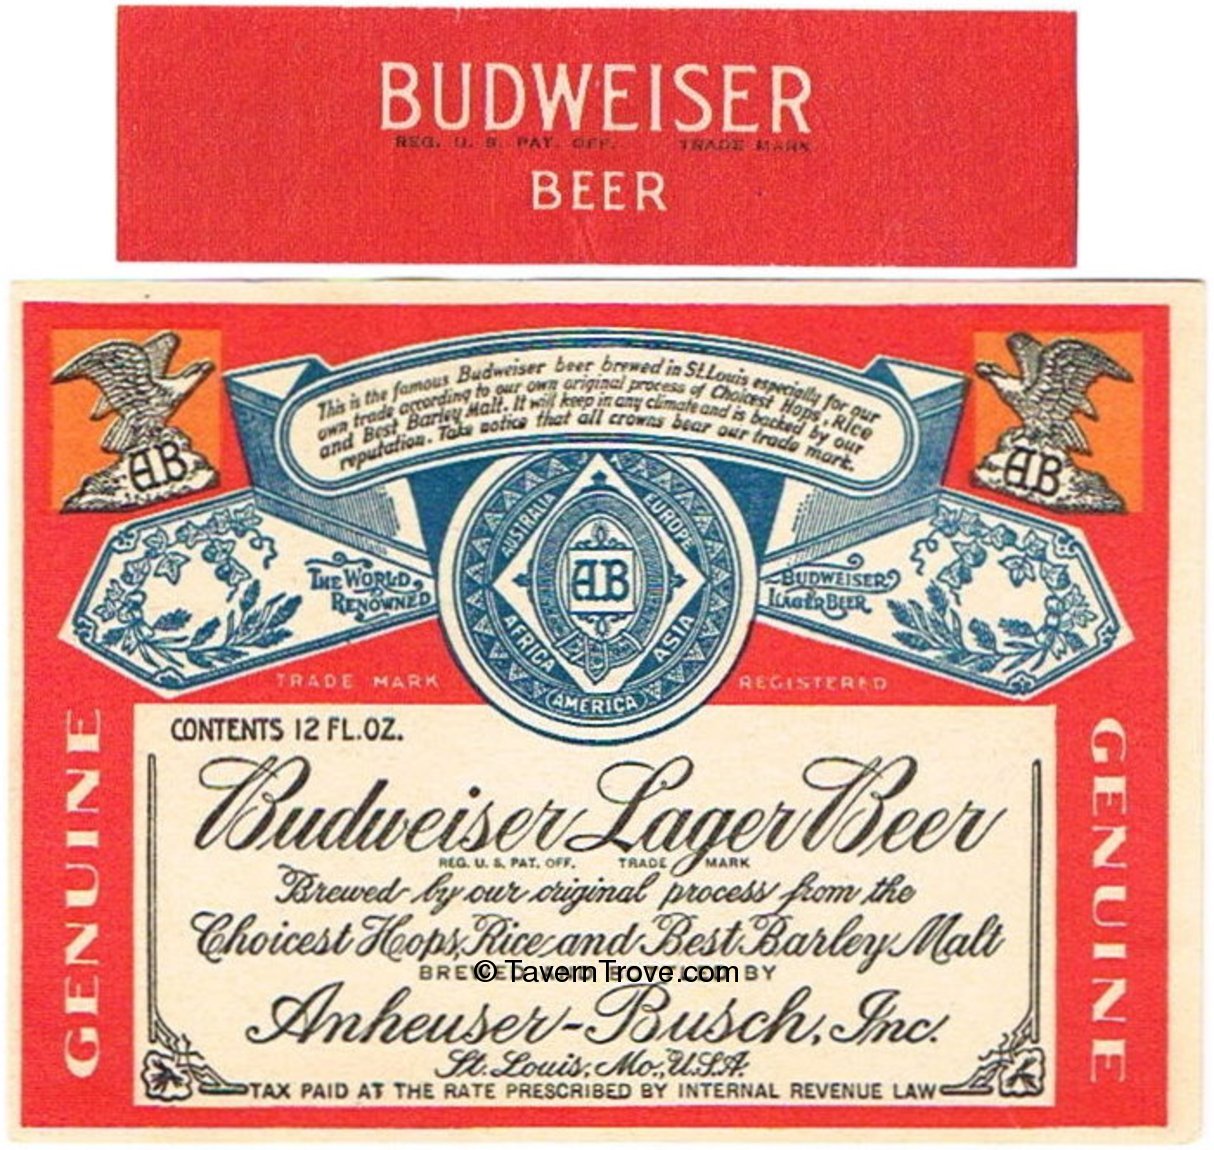 BUDWEISER
REG. U. S. PAT. OFF. TRADE MARK
BEER
This is the famous Budweiser beer brewed in St. Louis especially for our
own trade according to our own original process of Choicest Hops, Rice
and Best Barley Malt. It will keep in any climate and is backed by our
reputation. Take notice that all crowns bear our trade mark.
AB
AB
AUSTRALIA
EUROPE
THE WORLD
RENOWNED
AB
BUDWEISER
LAGER BEER
AFRICA
ASIA
AMERICA
TRADE MARK
REGISTERED
GENUINE
GENUINE
CONTENTS 12 FL. OZ.
Budweiser Lager Beer
REG. U. S. PAT. OFF. TRADE MARK
Brewed by our original process from the
Choicest Hops, Rice and Best Barley Malt
BREWED AND BOTTLED BY
© TavernTrove.com
Anheuser-Busch, Inc.
St. Louis, Mo., U.S.A.
TAX PAID AT THE RATE PRESCRIBED BY INTERNAL REVENUE LAW